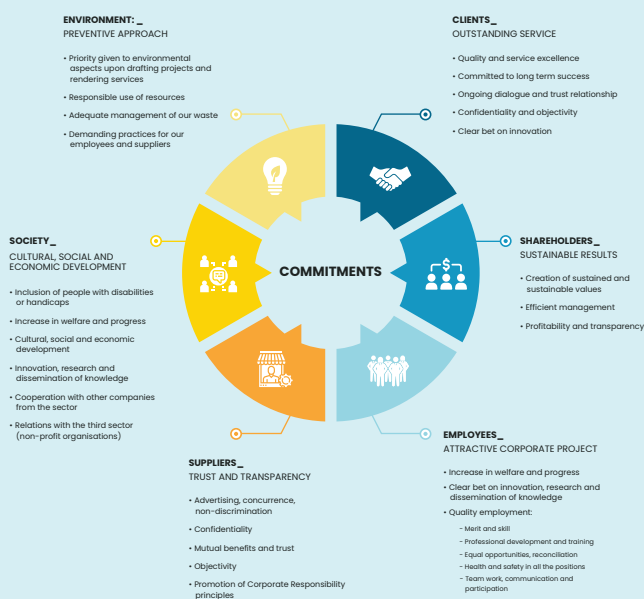 ENVIRONMENT: _
PREVENTIVE APPROACH
• Priority given to environmental
aspects upon drafting projects and
rendering services
• Responsible use of resources
• Adequate management of our waste
• Demanding practices for our
employees and suppliers
CLIENTS_
OUTSTANDING SERVICE
• Quality and service excellence
• Committed to long term success
• Ongoing dialogue and trust relationship
• Confidentiality and objectivity
• Clear bet on innovation
SOCIETY_
CULTURAL, SOCIAL AND
ECONOMIC DEVELOPMENT
• Inclusion of people with disabilities
or handicaps
• Increase in welfare and progress
• Cultural, social and economic
development
• Innovation, research and
dissemination of knowledge
• Cooperation with other companies
from the sector
• Relations with the third sector
(non-profit organisations)
COMMITMENTS
$
SHAREHOLDERS_
SUSTAINABLE RESULTS
• Creation of sustained and
sustainable values
• Efficient management
• Profitability and transparency
SUPPLIERS_
TRUST AND TRANSPARENCY
• Advertising, concurrence,
non-discrimination
• Confidentiality
• Mutual benefits and trust
• Objectivity
• Promotion of Corporate Responsibility
principles
EMPLOYEES_
ATTRACTIVE CORPORATE PROJECT
• Increase in welfare and progress
• Clear bet on innovation, research and
dissemination of knowledge
• Quality employment:
- Merit and skill
- Professional development and training
- Equal opportunities, reconciliation
- Health and safety in all the positions
- Team work, communication and
participation